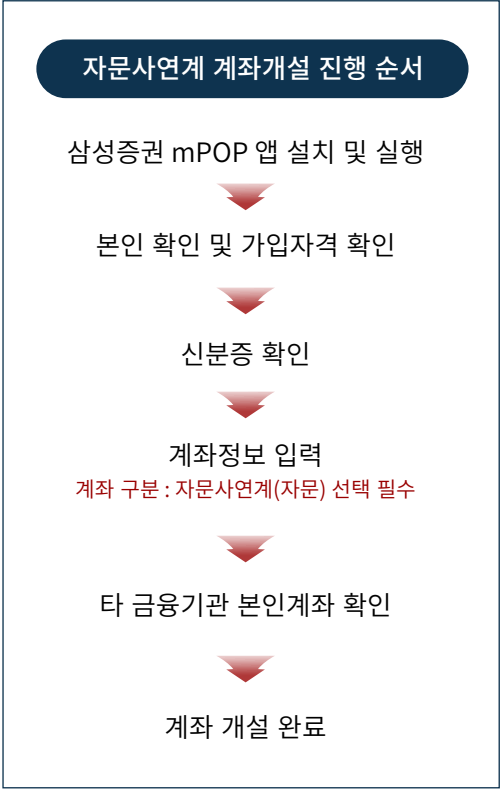 자문사연계 계좌개설 진행 순서
삼성증권 mPOP 앱 설치 및 실행
본인 확인 및 가입자격 확인
신분증 확인
계좌정보 입력
계좌 구분 : 자문사연계(자문) 선택 필수
타 금융기관 본인계좌 확인
계좌 개설 완료